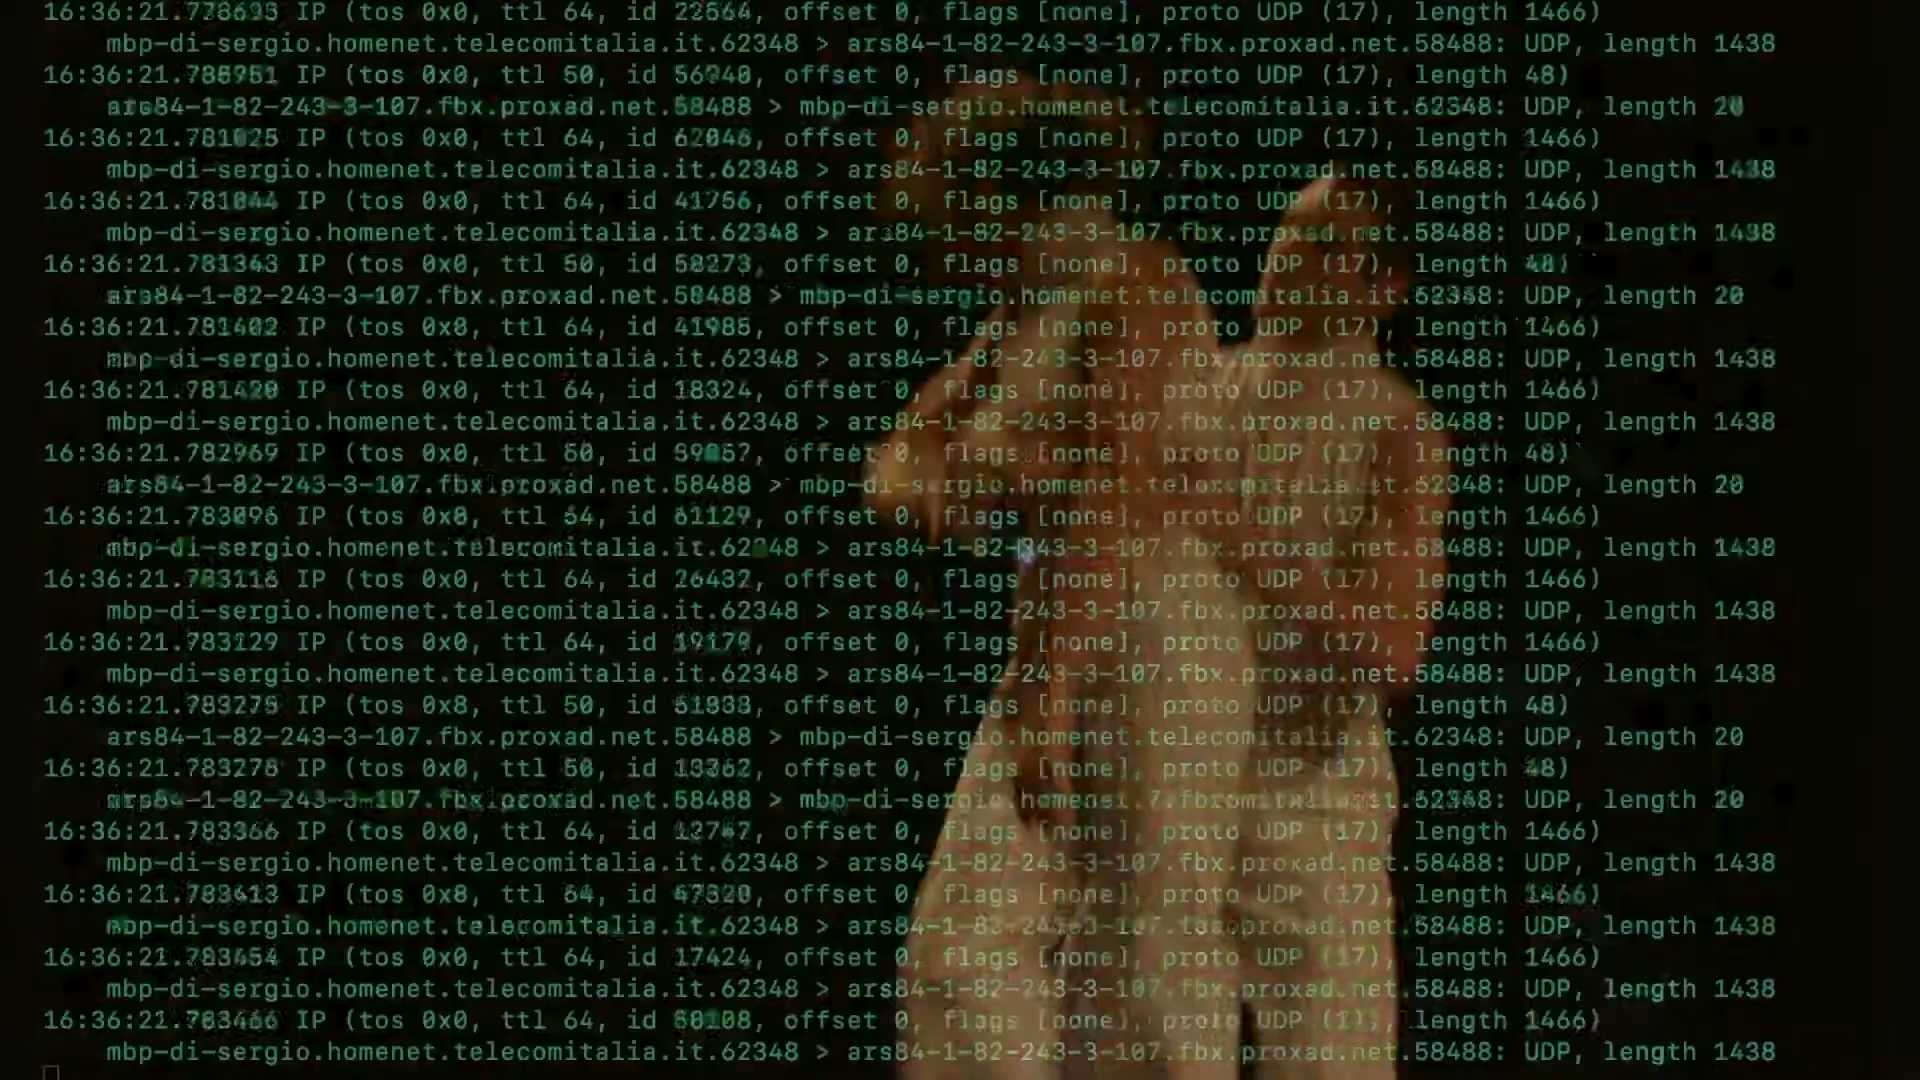 16:36:21.778693 IP (tos 0x0, ttl 64, id 22564, offset 0, flags [none], proto UDP (17), length 1466)
mbp-di-sergio.homenet.telecomitalia.it.62348 > ars84-1-82-243-3-107.fbx.proxad.net.58488: UDP, length 1438
16:36:21.780951 IP (tos 0x0, ttl 50, id 56040, offset 0, flags [none], proto UDP (17), length 48)
ars84-1-82-243-3-107.fbx.proxad.net.58488 > mbp-di-setgio.homenet.telecomitalia.it.62348: UDP, length 20
16:36:21.781025 IP (tos 0x0, ttl 64, id 62046, offset 0, flags [none], proto UDP (17), length 1466)
mbp-di-sergio.homenet.telecomitalia.it.62348 > ars84-1-82-243-3-107.fbx.proxad.net.58488: UDP, length 1438
16:36:21.781044 IP (tos 0x0, ttl 64, id 41756, offset 0, flags [none], proto UDP (17), length 1466)
mbp-di-sergio.homenet.telecomitalia.it.62348 > ars84-1-82-243-3-107.fbx.proxad.net.58488: UDP, length 1438
16:36:21.781343 IP (tos 0x0, ttl 50, id 58273, offset 0, flags [none], proto UDP (17), length 48)
ars84-1-82-243-3-107.fbx.proxad.net.58488 > mbp-di-sergio.homenet.telecomitalia.it.62348: UDP, length 20
16:36:21.781402 IP (tos 0x0, ttl 64, id 41985, offset 0, flags [none], proto UDP (17), length 1466)
mbp-di-sergio.homenet.telecomitalia.it.62348 > ars84-1-82-243-3-107.fbx.proxad.net.58488: UDP, length 1438
16:36:21.781420 IP (tos 0x0, ttl 64, id 18324, offset 0, flags [none], proto UDP (17), length 1466)
mbp-di-sergio.homenet.telecomitalia.it.62348 > ars84-1-82-243-3-107.fbx.proxad.net.58488: UDP, length 1438
16:36:21.782969 IP (tos 0x0, ttl 50, id offset 0, flags [none], proto UDP (17), length 48)
ars84-1-82-243-3-107.fbx.proxad.net.58488 > UDP, length 20
16:36:21.783096 IP (tos 0x0, ttl 64, id 61129, offset 0, flags [none], proto UDP (17), length 1466)
mbp-di-sergio.homenet.telecomitalia.it.62348 > ars84-1-82-243-3-107.fbx.proxad.net.58488: UDP, length 1438
16:36:21.783116 IP (tos 0x0, ttl 64, id 26432, offset 0, flags [none], proto UDP (17), length 1466)
mbp-di-sergio.homenet.telecomitalia.it.62348 > ars84-1-82-243-3-107.fbx.proxad.net.58488: UDP, length 1438
16:36:21.783129 IP (tos 0x0, ttl 64, id 19179, offset 0, flags [none], proto UDP (17), length 1466)
mbp-di-sergio.homenet.telecomitalia.it.62348 > ars84-1-82-243-3-107.fbx.proxad.net.58488: UDP, length 1438
16:36:21.783275 IP (tos 0x8, ttl 50, id 51838, offset 0, flags [none], proto UDP (17), length 48)
ars84-1-82-243-3-107.fbx.proxad.net.58488 > mbp-di-sergio.homenet.telecomitalia.it.62348: UDP, length 20
16:36:21.783278 IP (tos 0x0, ttl 50, id 13362, offset 0, flags [none], proto UDP (17), length 48)
58488 > UDP, length 20
16:36:21.783366 IP (tos 0x0, ttl 64, id 12742, offset 0, flags [none], proto UDP (17), length 1466)
mbp-di-sergio.homenet.telecomitalia.it.62348 > ars84-1-82-243-3-107.fbx.proxad.net.58488: UDP, length 1438
16:36:21.783413 IP (tos 0x8, ttl 64, id offset 0, flags [none], proto UDP (17), length 1466)
mbp-di-sergio.homenet.telecomitalia.it.62348 > UDP, length 1438
16:36:21.783454 IP (tos 0x0, ttl 64, id 17424, offset 0, flags [none], proto UDP (17), length 1466)
mbp-di-sergio.homenet.telecomitalia.it.62348 > ars84-1-82-243-3-107.fbx.proxad.net.58488: UDP, length 1438
16:36:21.783466 IP (tos 0x0, ttl 64, id 50108, offset 0, flags [none], proto UDP (17), length 1466)
mbp-di-sergio.homenet.telecomitalia.it.62348 > ars84-1-82-243-3-107.fbx.proxad.net.58488: UDP, length 1438